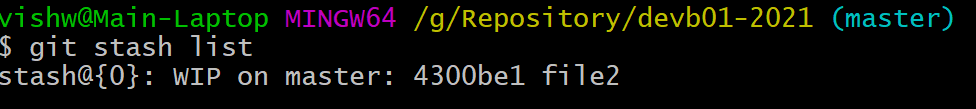 vishw@Main-Laptop MINGW64 /g/Repository/devb01-2021 (master)
$ git stash list
stash@{0}: WIP on master: 4300be1 file2